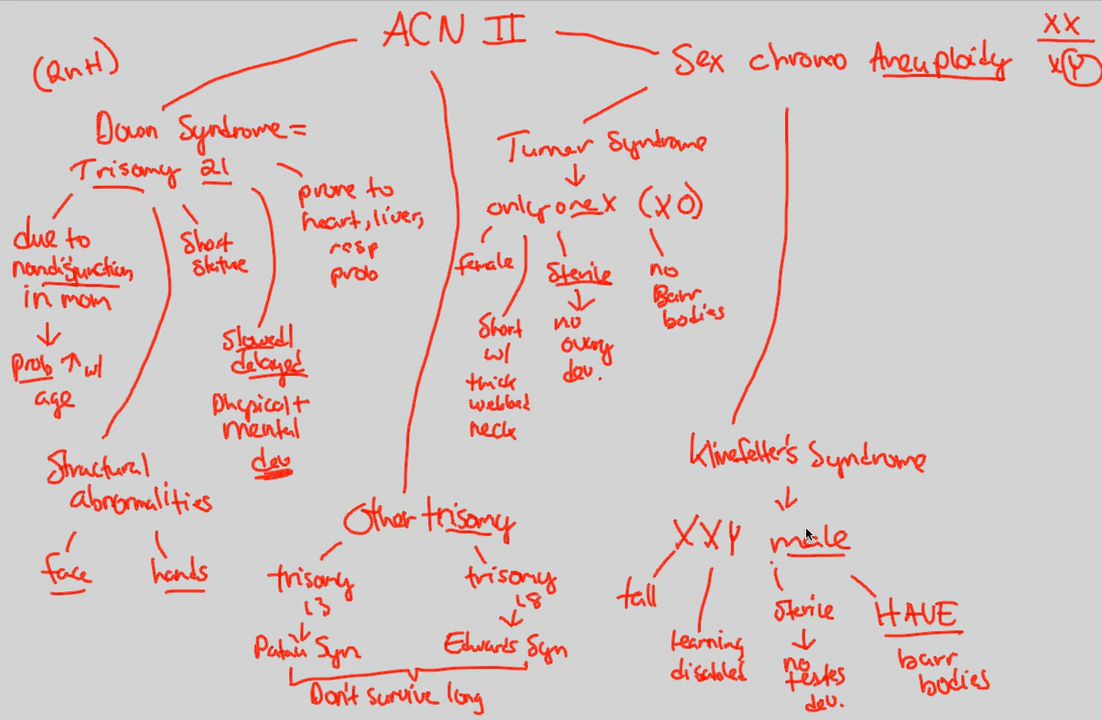 ACN II
(2n+1)
Sex chromo Aneuploidy
XX
XY
Down Syndrome =
Trisomy 21
due to
nondisjunction
in mom
prob ↑ w/
age
Structural
abnormalities
face
hands
Short
stature
Slowed/
delayed
physical +
mental
dev
prone to
heart, liver,
resp
prob
Other trisomy
trisomy
13
Patau Syn
trisomy
18
Edwards Syn
Don't survive long
Turner Syndrome
only one X (XO)
female
Short
w/
thick
webbed
neck
Sterile
no
ovary
dev.
no
Barr
bodies
Klinefelter's Syndrome
XXY male
tall
learning
disabled
Sterile
no
testes
dev.
HAVE
barr
bodies